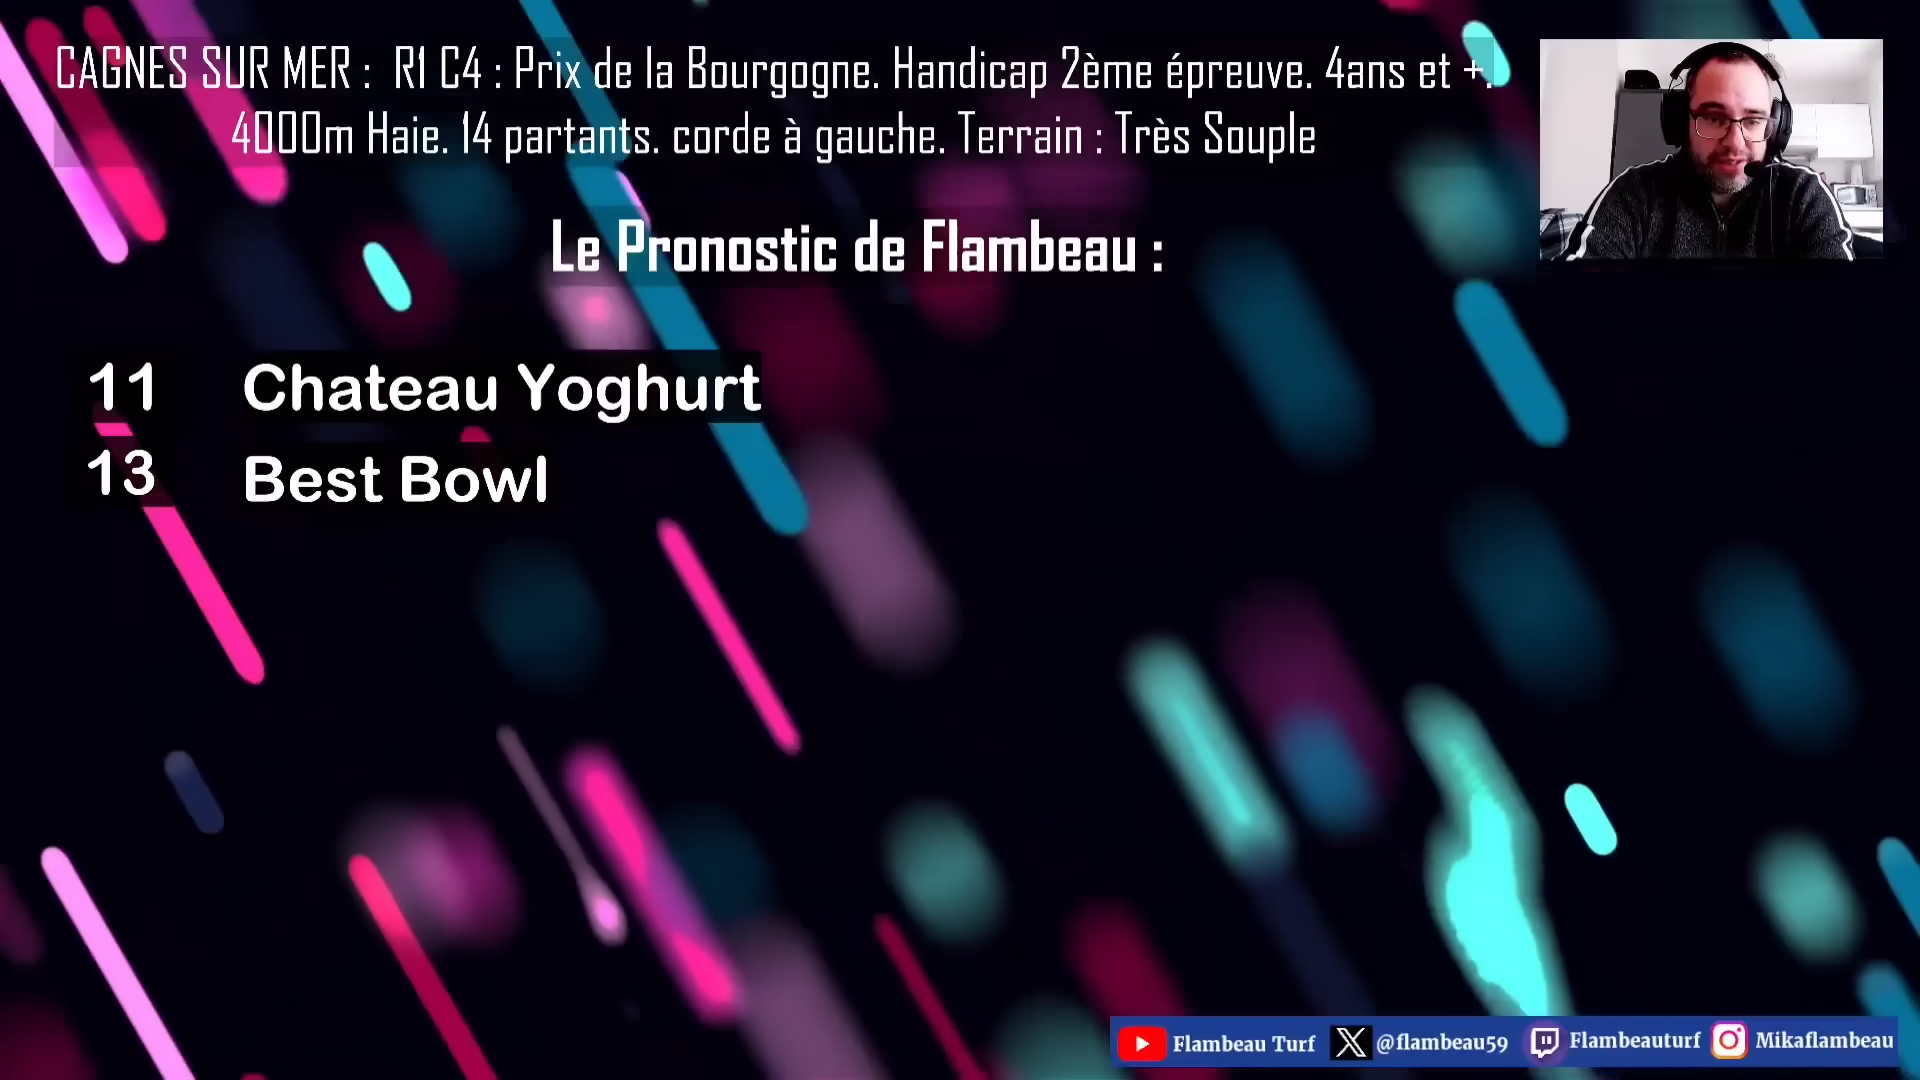 CAGNES SUR MER : R1 C4 : Prix de la Bourgogne. Handicap 2ème épreuve. 4ans et +.
4000m Haie. 14 partants. corde à gauche. Terrain : Très Souple
Le Pronostic de Flambeau :
11 Chateau Yoghurt
13 Best Bowl
Flambeau Turf @flambeau59 Flambeauturf Mikaflambeau